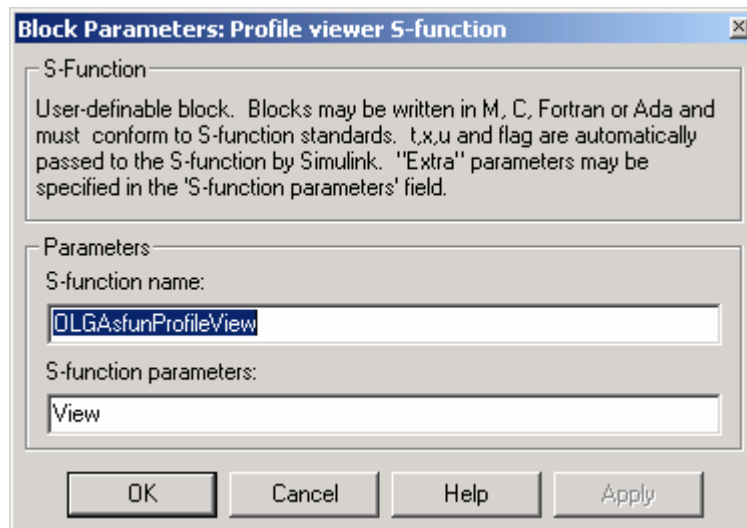 Block Parameters: Profile viewer S-function
S-Function
User-definable block. Blocks may be written in M, C, Fortran or Ada and
must conform to S-function standards. t,x,u and flag are automatically
passed to the S-function by Simulink. "Extra" parameters may be
specified in the 'S-function parameters' field.
Parameters
S-function name:
OLGAsfunProfileView
S-function parameters:
View
OK Cancel Help Apply